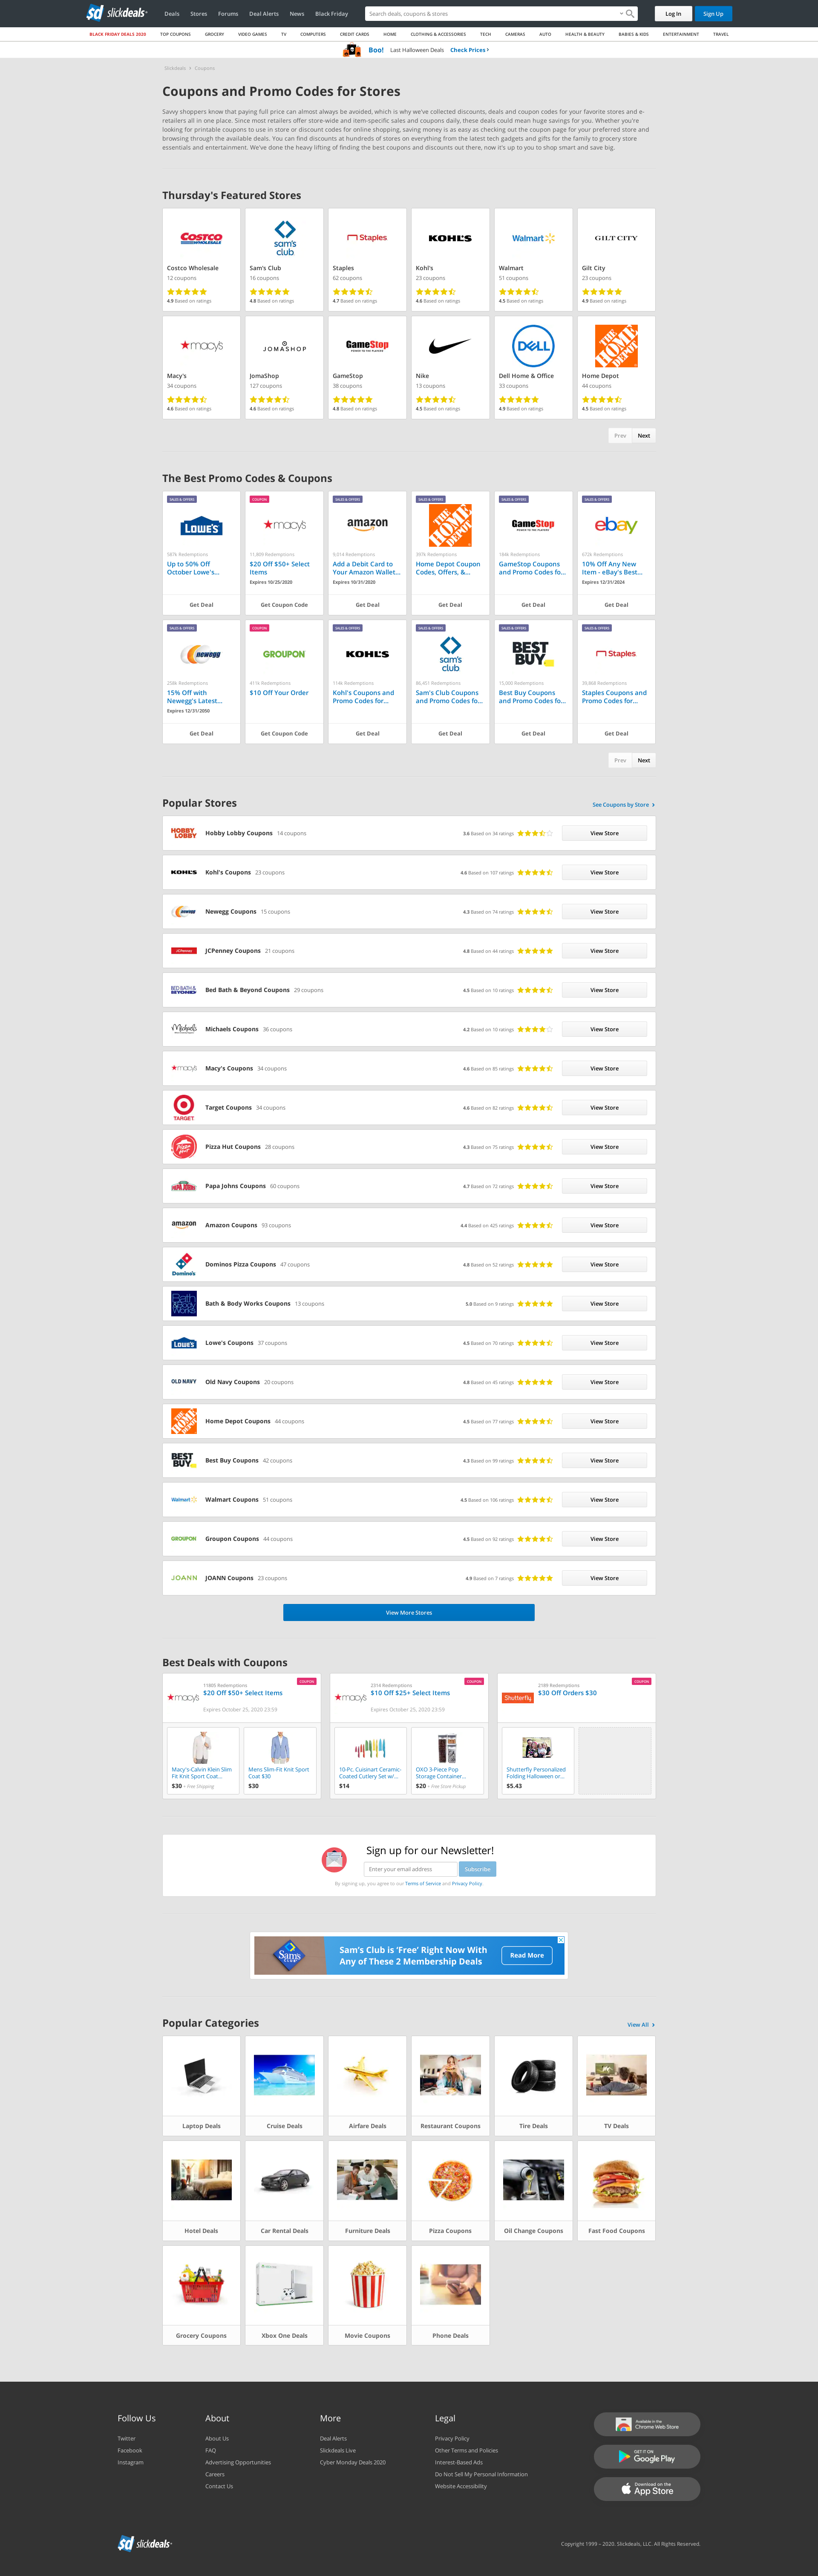 slickdeals
Deals
Stores
Forums
Deal Alerts
News
Black Friday
Search deals, coupons & stores
Log In
Sign Up
BLACK FRIDAY DEALS 2020
TOP COUPONS
GROCERY
VIDEO GAMES
TV
COMPUTERS
CREDIT CARDS
HOME
CLOTHING & ACCESSORIES
TECH
CAMERAS
AUTO
HEALTH & BEAUTY
BABIES & KIDS
ENTERTAINMENT
TRAVEL
Boo! Last Halloween Deals Check Prices ›
Slickdeals › Coupons
Coupons and Promo Codes for Stores
Savvy shoppers know that paying full price can almost always be avoided, which is why we've collected discounts, deals and coupon codes for your favorite stores and e-
retailers all in one place. Since most retailers offer store-wide and item-specific sales and coupons daily, these deals could mean huge savings for you. Whether you're
looking for printable coupons to use in store or discount codes for online shopping, saving money is as easy as checking out the coupon page for your preferred store and
browsing through the available deals. You can find discounts at hundreds of stores on everything from the latest tech gadgets and gifts for the holidays to everyday
essentials and entertainment. We've done the heavy lifting of finding the best coupons and discounts out there, now it's up to you to shop smart and save big.
Thursday's Featured Stores
Costco Wholesale
12 coupons
4.9 Based on ratings
Sam's Club
16 coupons
4.8 Based on ratings
Staples
62 coupons
4.7 Based on ratings
Kohl's
23 coupons
4.6 Based on ratings
Walmart
51 coupons
4.5 Based on ratings
Gilt City
23 coupons
4.9 Based on ratings
Macy's
34 coupons
4.6 Based on ratings
JomaShop
127 coupons
4.6 Based on ratings
GameStop
38 coupons
4.8 Based on ratings
Nike
13 coupons
4.5 Based on ratings
Dell Home & Office
33 coupons
4.9 Based on ratings
Home Depot
44 coupons
4.5 Based on ratings
Prev
Next
The Best Promo Codes & Coupons
SALES & OFFERS
LOWE'S
587K Redemptions
Up to 50% Off
October Lowe's...
Get Deal
COUPON
macy's
11,809 Redemptions
$20 Off $50+ Select
Items
Expires 10/25/2020
Get Coupon Code
SALES & OFFERS
amazon
9,014 Redemptions
Add a Debit Card to
Your Amazon Wallet...
Expires 10/31/2020
Get Deal
SALES & OFFERS
397k Redemptions
Home Depot Coupon
Codes, Offers, &...
Get Deal
SALES & OFFERS
GameStop
184k Redemptions
GameStop Coupons
and Promo Codes fo...
Get Deal
SALES & OFFERS
ebay
672k Redemptions
10% Off Any New
Item - eBay's Best...
Expires 12/31/2024
Get Deal
SALES & OFFERS
newegg
258k Redemptions
15% Off with
Newegg's Latest...
Expires 12/31/2050
Get Deal
COUPON
GROUPON
411k Redemptions
$10 Off Your Order
Get Coupon Code
SALES & OFFERS
KOHL'S
114k Redemptions
Kohl's Coupons and
Promo Codes for...
Get Deal
SALES & OFFERS
sam's club
86,451 Redemptions
Sam's Club Coupons
and Promo Codes fo...
Get Deal
SALES & OFFERS
BEST BUY
15,000 Redemptions
Best Buy Coupons
and Promo Codes fo...
Get Deal
SALES & OFFERS
Staples
39,868 Redemptions
Staples Coupons and
Promo Codes for...
Get Deal
Prev
Next
Popular Stores
See Coupons by Store ›
Hobby Lobby Coupons 14 coupons 3.6 Based on 34 ratings View Store
Kohl's Coupons 23 coupons 4.6 Based on 107 ratings View Store
Newegg Coupons 15 coupons 4.3 Based on 74 ratings View Store
JCPenney Coupons 21 coupons 4.8 Based on 44 ratings View Store
Bed Bath & Beyond Coupons 29 coupons 4.5 Based on 10 ratings View Store
Michaels Coupons 36 coupons 4.2 Based on 10 ratings View Store
Macy's Coupons 34 coupons 4.6 Based on 85 ratings View Store
Target Coupons 34 coupons 4.6 Based on 82 ratings View Store
Pizza Hut Coupons 28 coupons 4.3 Based on 75 ratings View Store
Papa Johns Coupons 60 coupons 4.7 Based on 72 ratings View Store
Amazon Coupons 93 coupons 4.4 Based on 425 ratings View Store
Dominos Pizza Coupons 47 coupons 4.8 Based on 52 ratings View Store
Bath & Body Works Coupons 13 coupons 5.0 Based on 9 ratings View Store
Lowe's Coupons 37 coupons 4.5 Based on 70 ratings View Store
Old Navy Coupons 20 coupons 4.8 Based on 45 ratings View Store
Home Depot Coupons 44 coupons 4.5 Based on 77 ratings View Store
Best Buy Coupons 42 coupons 4.3 Based on 99 ratings View Store
Walmart Coupons 51 coupons 4.5 Based on 106 ratings View Store
Groupon Coupons 44 coupons 4.5 Based on 92 ratings View Store
JOANN Coupons 23 coupons 4.9 Based on 7 ratings View Store
View More Stores
Best Deals with Coupons
COUPON
11805 Redemptions
$20 Off $50+ Select Items
Expires October 25, 2020 23:59
Macy's-Calvin Klein Slim
Fit Knit Sport Coat...
$30 + Free Shipping
Mens Slim-Fit Knit Sport
Coat $30
$30
COUPON
2314 Redemptions
$10 Off $25+ Select Items
Expires October 25, 2020 23:59
10-Pc. Cuisinart Ceramic-
Coated Cutlery Set w/...
$14
OXO 3-Piece Pop
Storage Container...
$20 + Free Store Pickup
COUPON
Shutterfly
2189 Redemptions
$30 Off Orders $30
Shutterfly Personalized
Folding Halloween or...
$5.43
Sign up for our Newsletter!
Enter your email address
Subscribe
By signing up, you agree to our Terms of Service and Privacy Policy.
Sam's Club is 'Free' Right Now With
Any of These 2 Membership Deals
Read More
Popular Categories
View All ›
Laptop Deals
Cruise Deals
Airfare Deals
Restaurant Coupons
Tire Deals
TV Deals
Hotel Deals
Car Rental Deals
Furniture Deals
Pizza Coupons
Oil Change Coupons
Fast Food Coupons
Grocery Coupons
Xbox One Deals
Movie Coupons
Phone Deals
Follow Us
Twitter
Facebook
Instagram
About
About Us
FAQ
Advertising Opportunities
Careers
Contact Us
More
Deal Alerts
Slickdeals Live
Cyber Monday Deals 2020
Legal
Privacy Policy
Other Terms and Policies
Interest-Based Ads
Do Not Sell My Personal Information
Website Accessibility
Available in the
Chrome Web Store
GET IT ON
Google Play
Download on the
App Store
slickdeals
Copyright 1999 – 2020. Slickdeals, LLC. All Rights Reserved.